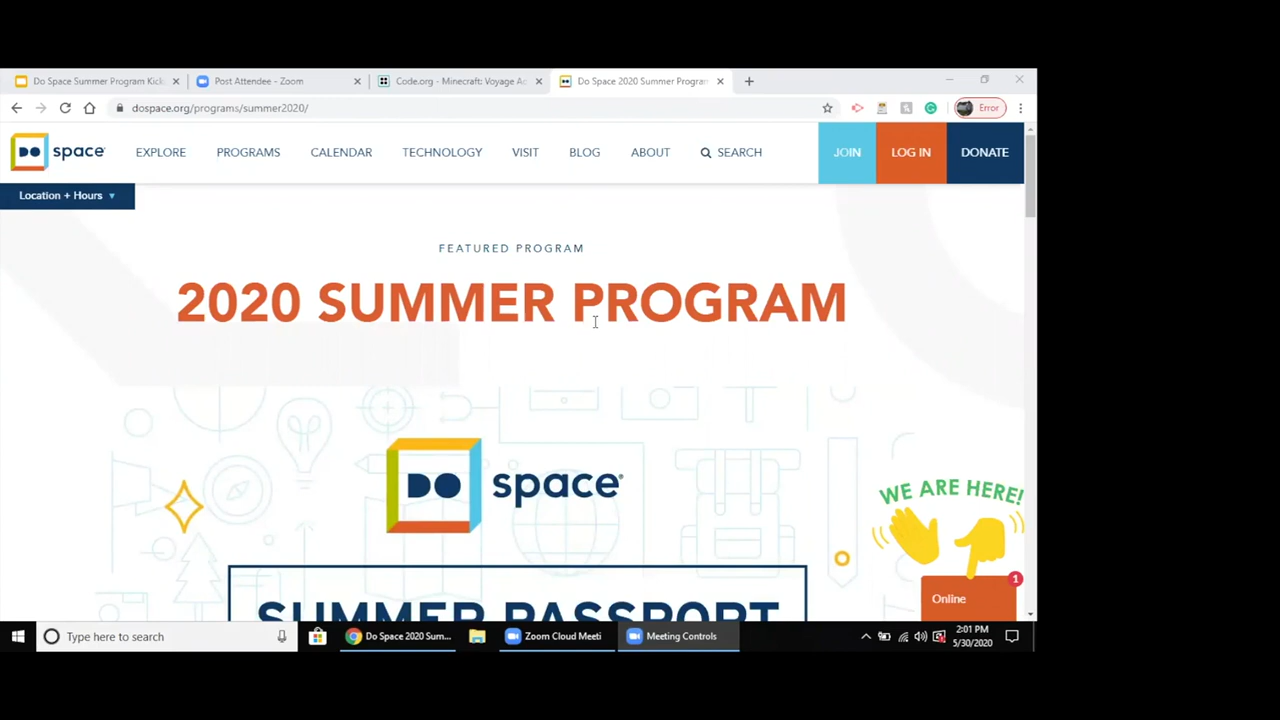 Do Space Summer Program Kick
Post Attendee - Zoom
Code.org - Minecraft: Voyage Aq
Do Space 2020 Summer Program
dospace.org/programs/summer2020/
Error
DO space
EXPLORE
PROGRAMS
CALENDAR
TECHNOLOGY
VISIT
BLOG
ABOUT
SEARCH
JOIN
LOG IN
DONATE
Location + Hours
FEATURED PROGRAM
2020 SUMMER PROGRAM
DO space
SUMMER PASSPORT
WE ARE HERE!
1
Online
Type here to search
Do Space 2020 Sum...
Zoom Cloud Meeti
Meeting Controls
2:01 PM
5/30/2020